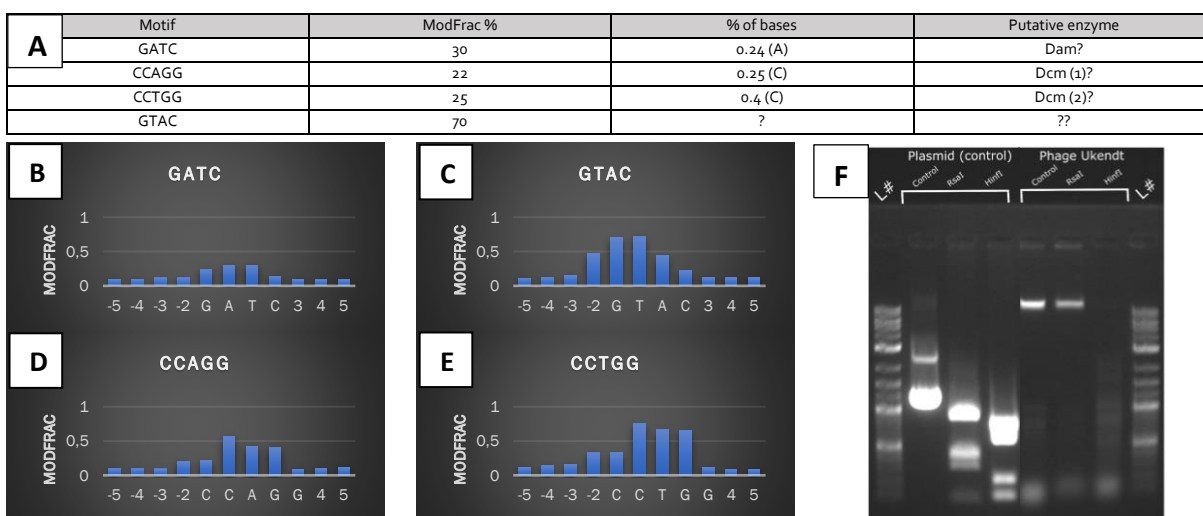 A
Motif ModFrac % % of bases Putative enzyme
GATC 30 0.24 (A) Dam?
CCAGG 22 0.25 (C) Dcm (1)?
CCTGG 25 0.4 (C) Dcm (2)?
GTAC 70 ? ??
B
GATC
MODFRAC
1
0,5
0
-5 -4 -3 -2 G A T C 3 4 5
C
GTAC
MODFRAC
1
0,5
0
-5 -4 -3 -2 G T A C 3 4 5
D
CCAGG
MODFRAC
1
0,5
0
-5 -4 -3 -2 C C A G G 4 5
E
CCTGG
MODFRAC
1
0,5
0
-5 -4 -3 -2 C C T G G 4 5
F
Plasmid (control) Phage Ukendt
L# Control RsaI HinfI Control RsaI HinfI L#